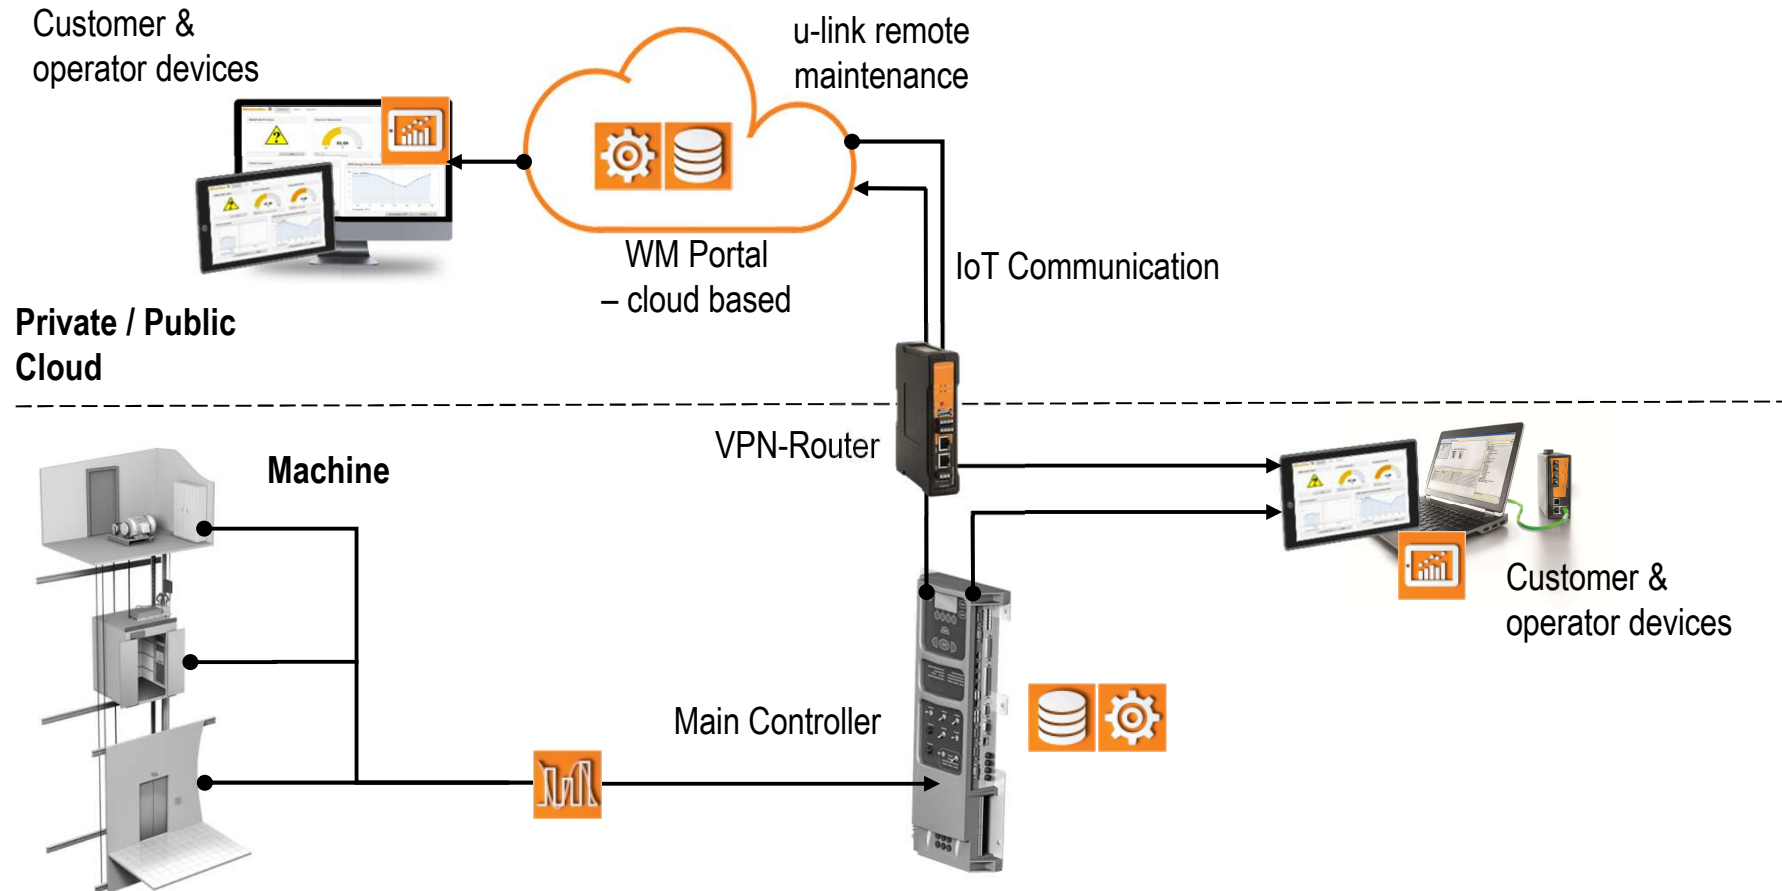 Customer &
operator devices
u-link remote
maintenance
WM Portal
– cloud based
IoT Communication
Private / Public
Cloud
VPN-Router
Machine
Customer &
operator devices
Main Controller